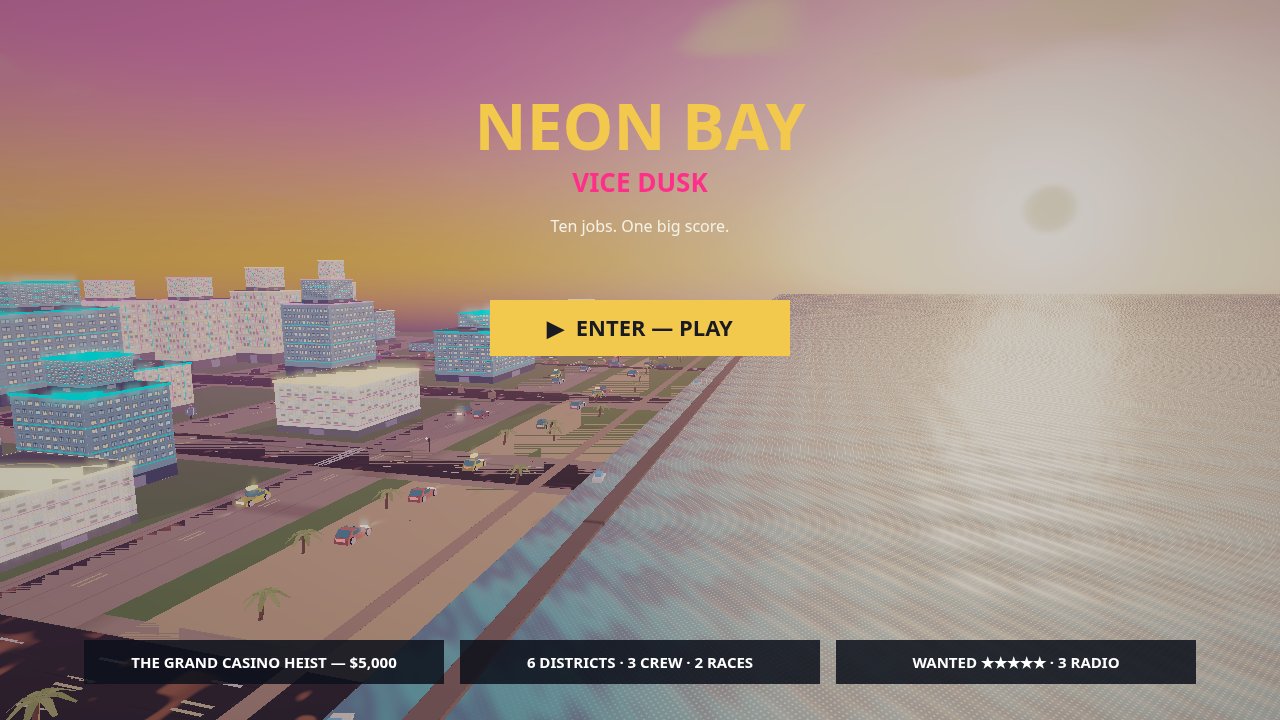 NEON BAY
VICE DUSK
Ten jobs. One big score.
▶ ENTER — PLAY
THE GRAND CASINO HEIST — $5,000
6 DISTRICTS · 3 CREW · 2 RACES
WANTED ★★★★★ · 3 RADIO